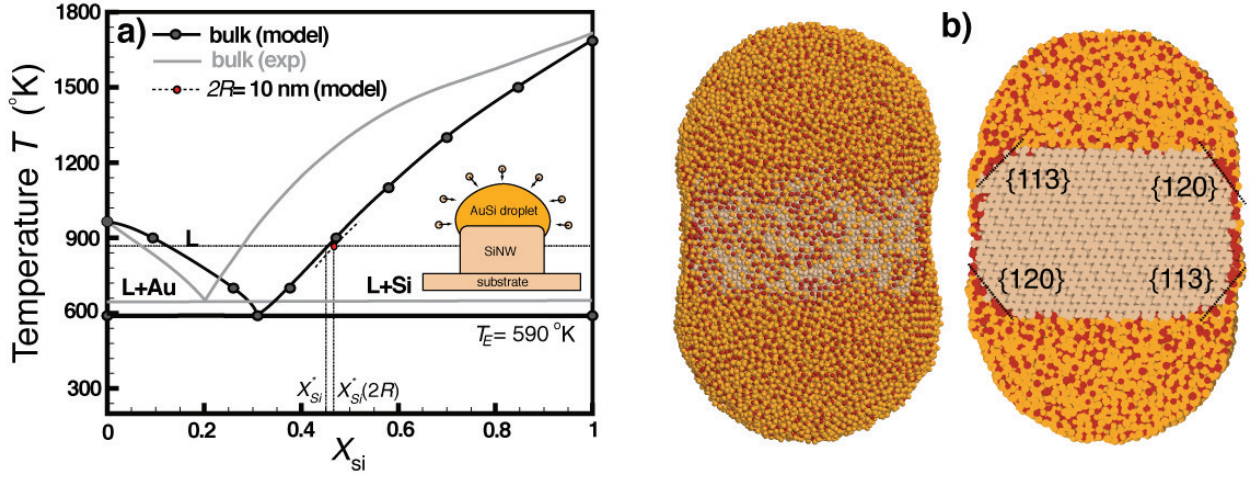 a)
bulk (model)
bulk (exp)
2R= 10 nm (model)
Temperature T (°K)
1800
1500
1200
900
600
300
L
L+Au
L+Si
AuSi droplet
SiNW
substrate
T_E= 590 °K
X*_Si
X*_Si(2R)
0
0.2
0.4
0.6
0.8
1
X_si
b)
{113}
{120}
{120}
{113}